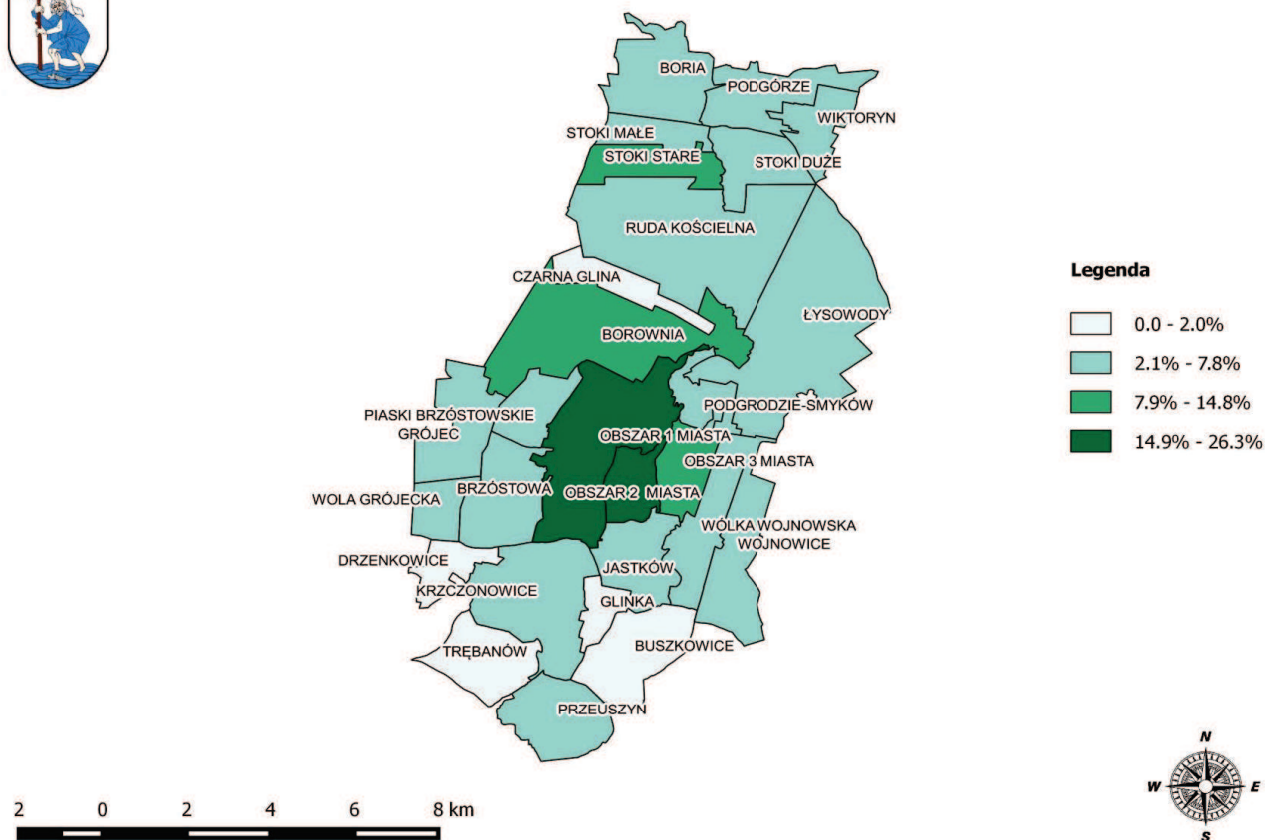 BORIA
PODGÓRZE
WIKTORYN
STOKI MAŁE
STOKI STARE
STOKI DUŻE
RUDA KOŚCIELNA
CZARNA GLINA
ŁYSOWODY
BOROWNIA
PODGRODZIE-SMYKÓW
PIASKI BRZÓSTOWSKIE
GRÓJEC
OBSZAR 1 MIASTA
OBSZAR 3 MIASTA
BRZÓSTOWA
OBSZAR 2 MIASTA
WOLA GRÓJECKA
WÓLKA WOJNOWSKA
WOJNOWICE
DRZENKOWICE
JASTKÓW
KRZCZONOWICE
GLINKA
BUSZKOWICE
TRĘBANÓW
PRZEUSZYN
Legenda
0.0 - 2.0%
2.1% - 7.8%
7.9% - 14.8%
14.9% - 26.3%
N
W E
S
2 0 2 4 6 8 km